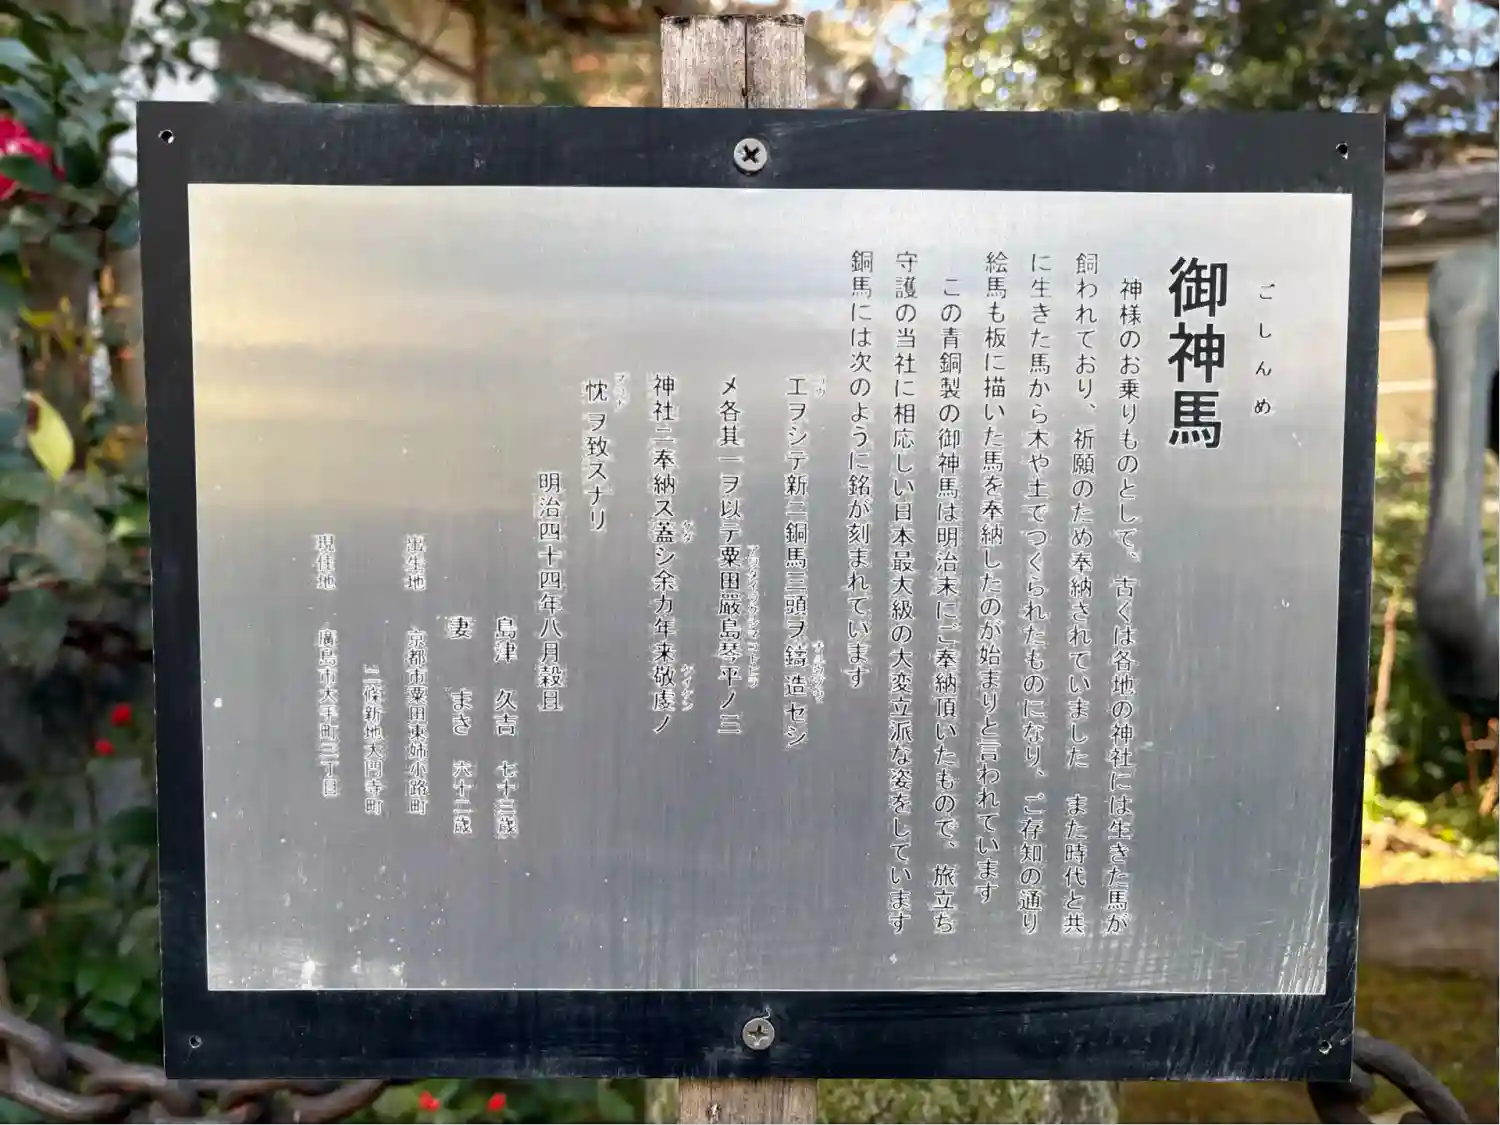 ごしんめ
御神馬
神様のお乗りものとして、古くは各地の神社には生きた馬が
飼われており、祈願のため奉納されていました　また時代と共
に生きた馬から木や土でつくられたものになり、ご存知の通り
絵馬も板に描いた馬を奉納したのが始まりと言われています
この青銅製の御神馬は明治末にご奉納頂いたもので、旅立ち
守護の当社に相応しい日本最大級の大変立派な姿をしています
銅馬には次のように銘が刻まれています
工ヲシテ新ニ銅馬三頭ヲ鋳造セシ
メ各其一ヲ以テ粟田嚴島琴平ノ三
神社ニ奉納ス蓋シ余力年来敬虔ノ
忱ヲ致スナリ
明治四十四年八月穀旦
島津　久吉　七十三歳
妻　まき　六十二歳
出生地　京都市粟田東姉小路町
二條新地大円寺町
現住地　廣島市大手町三丁目